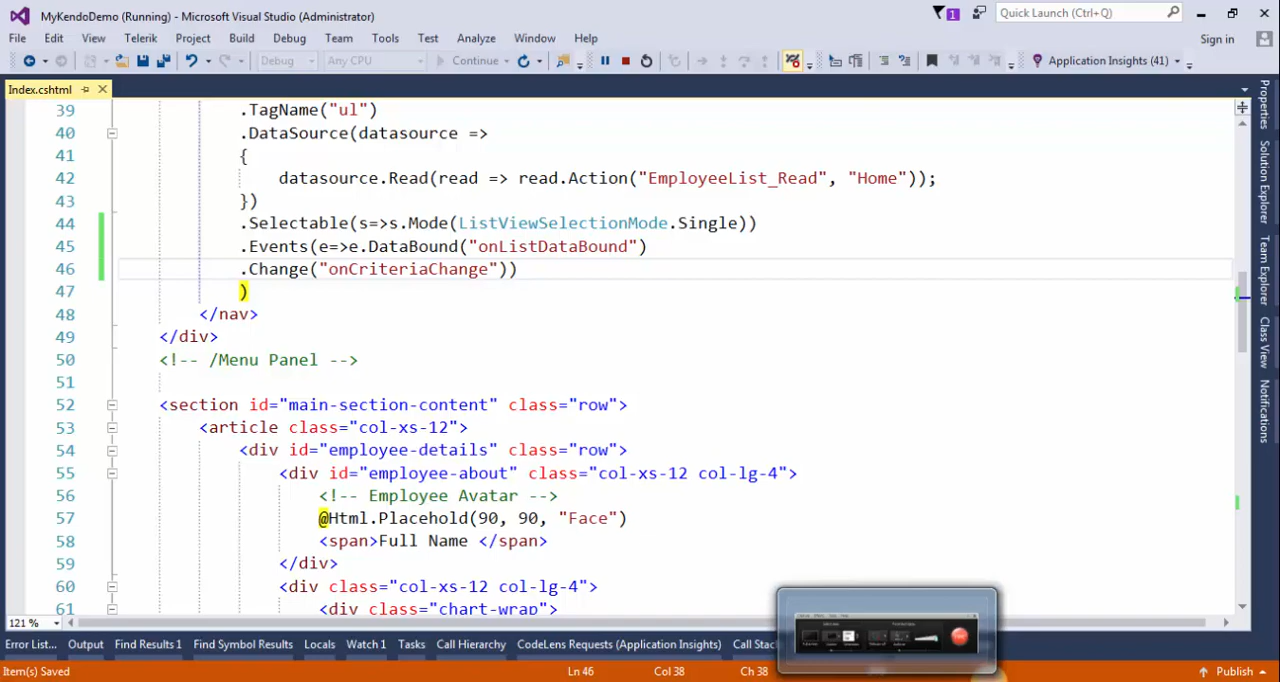 MyKendoDemo (Running) - Microsoft Visual Studio (Administrator)
1
Quick Launch (Ctrl+Q)
File Edit View Telerik Project Build Debug Team Tools Test Analyze Window Help
Sign in
Debug Any CPU Continue Application Insights (41)
Index.cshtml
39 .TagName("ul")
40 .DataSource(datasource =>
41 {
42 datasource.Read(read => read.Action("EmployeeList_Read", "Home"));
43 })
44 .Selectable(s=>s.Mode(ListViewSelectionMode.Single))
45 .Events(e=>e.DataBound("onListDataBound")
46 .Change("onCriteriaChange"))
47 )
48 </nav>
49 </div>
50 <!-- /Menu Panel -->
51
52 <section id="main-section-content" class="row">
53 <article class="col-xs-12">
54 <div id="employee-details" class="row">
55 <div id="employee-about" class="col-xs-12 col-lg-4">
56 <!-- Employee Avatar -->
57 @Html.Placehold(90, 90, "Face")
58 <span>Full Name </span>
59 </div>
60 <div class="col-xs-12 col-lg-4">
61 <div class="chart-wrap">
121 %
Properties
Solution Explorer
Team Explorer
Class View
Notifications
Error List... Output Find Results 1 Find Symbol Results Locals Watch 1 Tasks Call Hierarchy CodeLens Requests (Application Insights) Call Stac
Item(s) Saved Ln 46 Col 38 Ch 38 Publish